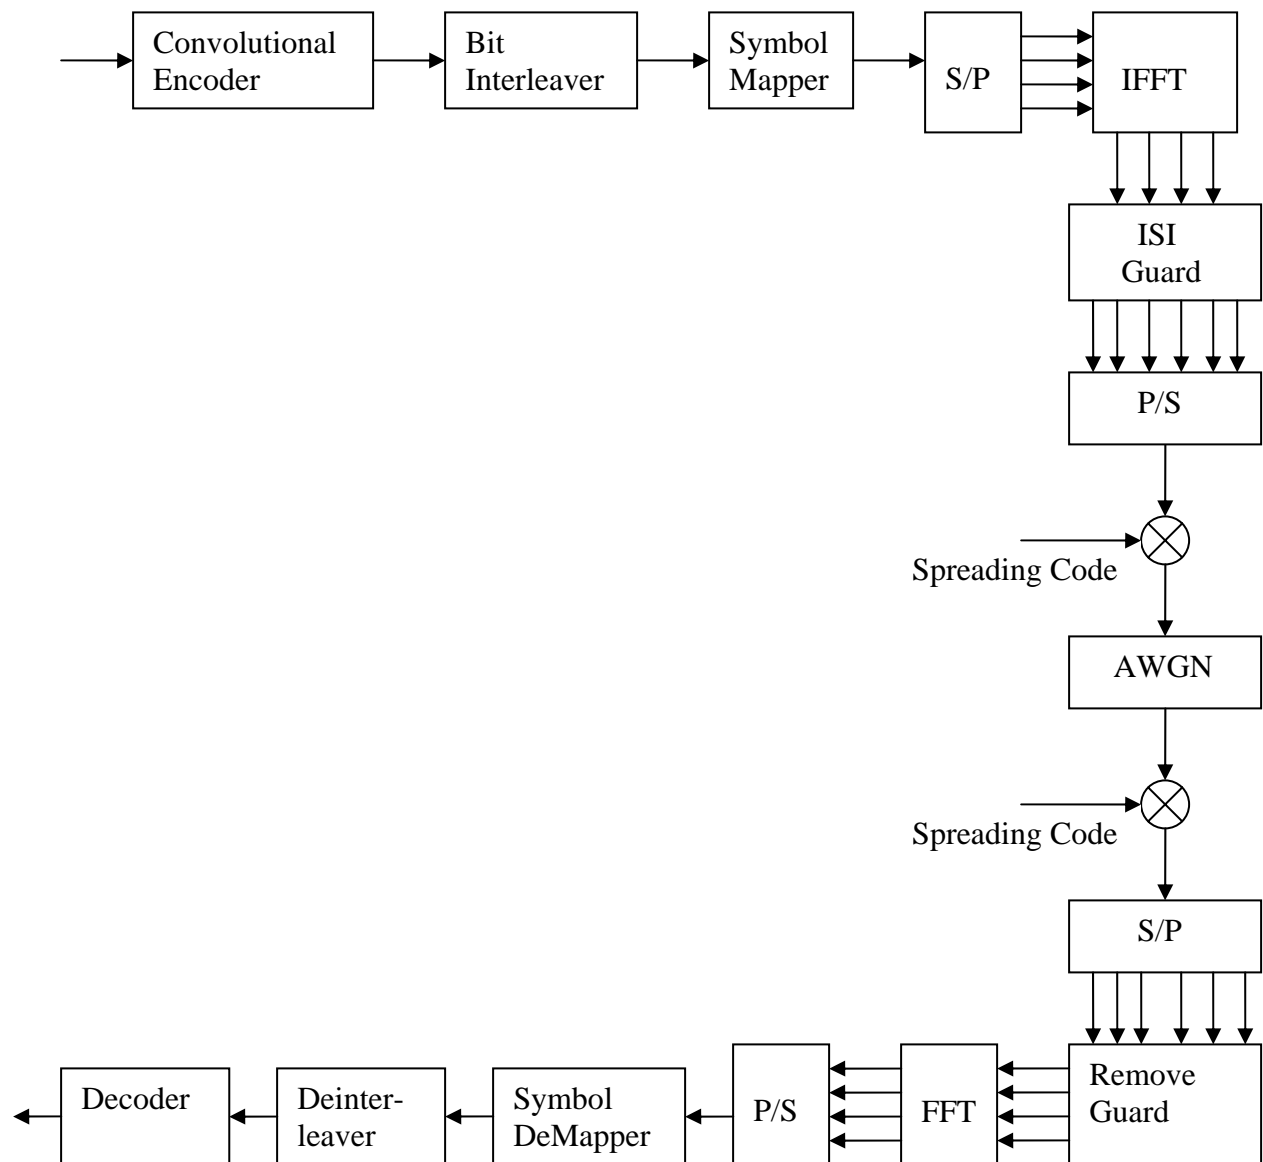 Convolutional
Encoder
Bit
Interleaver
Symbol
Mapper
S/P
IFFT
ISI
Guard
P/S
Spreading Code
AWGN
Spreading Code
S/P
Remove
Guard
FFT
P/S
Symbol
DeMapper
Deinter-
leaver
Decoder